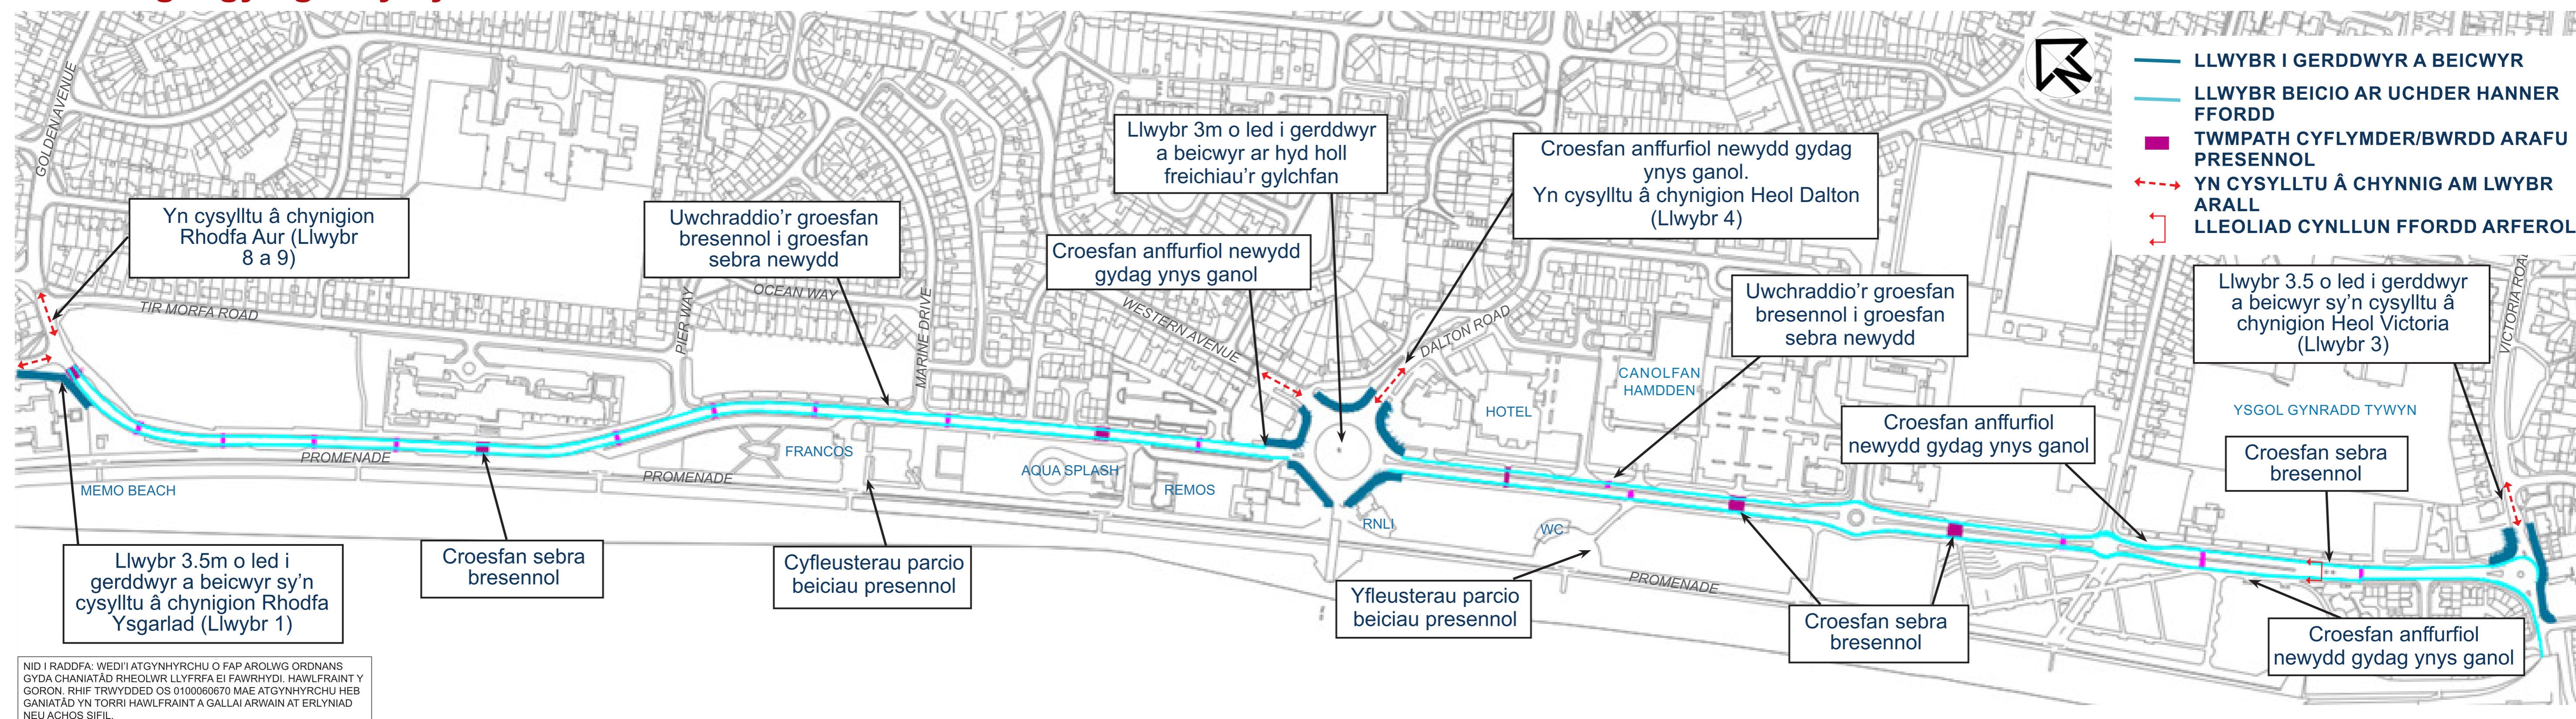 GOLDEN AVENUE
Yn cysylltu â chynigion
Rhodfa Aur (Llwybr
8 a 9)
TIR MORFA ROAD
Uwchraddio'r groesfan
bresennol i groesfan
sebra newydd
OCEAN WAY
PIER WAY
MARINE DRIVE
Llwybr 3m o led i gerddwyr
a beicwyr ar hyd holl
freichiau'r gylchfan
Croesfan anffurfiol newydd
gydag ynys ganol
WESTERN AVENUE
Croesfan anffurfiol newydd gydag
ynys ganol.
Yn cysylltu â chynigion Heol Dalton
(Llwybr 4)
DALTON ROAD
Uwchraddio'r groesfan
bresennol i groesfan
sebra newydd
HOTEL
CANOLFAN
HAMDDEN
LLWYBR I GERDDWYR A BEICWYR
LLWYBR BEICIO AR UCHDER HANNER
FFORDD
TWMPATH CYFLYMDER/BWRDD ARAFU
PRESENNOL
YN CYSYLLTU Â CHYNNIG AM LWYBR
ARALL
LLEOLIAD CYNLLUN FFORDD ARFEROL
Llwybr 3.5 o led i gerddwyr
a beicwyr sy'n cysylltu â
chynigion Heol Victoria
(Llwybr 3)
VICTORIA ROAD
YSGOL GYNRADD TYWYN
Croesfan anffurfiol
newydd gydag ynys ganol
Croesfan sebra
bresennol
PROMENADE
PROMENADE
MEMO BEACH
FRANCOS
AQUA SPLASH
REMOS
RNLI
WC
PROMENADE
Llwybr 3.5m o led i
gerddwyr a beicwyr sy'n
cysylltu â chynigion Rhodfa
Ysgarlad (Llwybr 1)
Croesfan sebra
bresennol
Cyfleusterau parcio
beiciau presennol
Yfleusterau parcio
beiciau presennol
Croesfan sebra
bresennol
Croesfan anffurfiol
newydd gydag ynys ganol
NID I RADDFA: WEDI'I ATGYNHYRCHU O FAP AROLWG ORDNANS
GYDA CHANIATÂD RHEOLWR LLYFRFA EI FAWRHYDI. HAWLFRAINT Y
GORON. RHIF TRWYDDED OS 0100060670 MAE ATGYNHYRCHU HEB
GANIATÂD YN TORRI HAWLFRAINT A GALLAI ARWAIN AT ERLYNIAD
NEU ACHOS SIFIL.